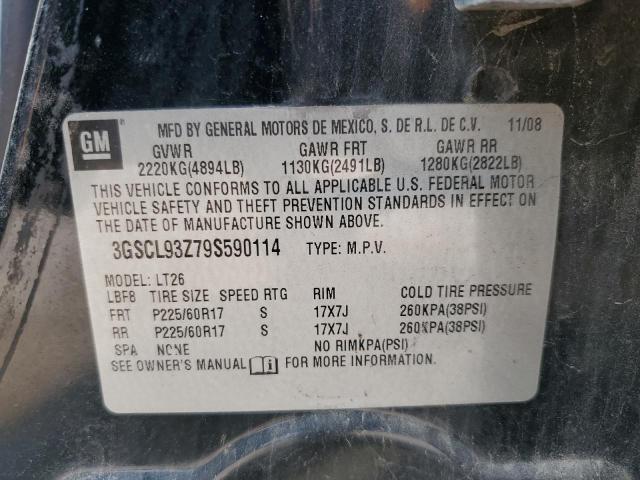 GM MFD BY GENERAL MOTORS DE MEXICO, S. DE R.L. DE C.V. 11/08
GVWR GAWR FRT GAWR RR
2220KG(4894LB) 1130KG(2491LB) 1280KG(2822LB)
THIS VEHICLE CONFORMS TO ALL APPLICABLE U.S. FEDERAL MOTOR
VEHICLE SAFETY AND THEFT PREVENTION STANDARDS IN EFFECT ON
THE DATE OF MANUFACTURE SHOWN ABOVE.
3GSCL93Z79S590114 TYPE: M.P.V.
MODEL: LT26
LBF8 TIRE SIZE SPEED RTG RIM COLD TIRE PRESSURE
FRT P225/60R17 S 17X7J 260KPA(38PSI)
RR P225/60R17 S 17X7J 260KPA(38PSI)
SPA NONE NO RIMKPA(PSI)
SEE OWNER'S MANUAL FOR MORE INFORMATION.